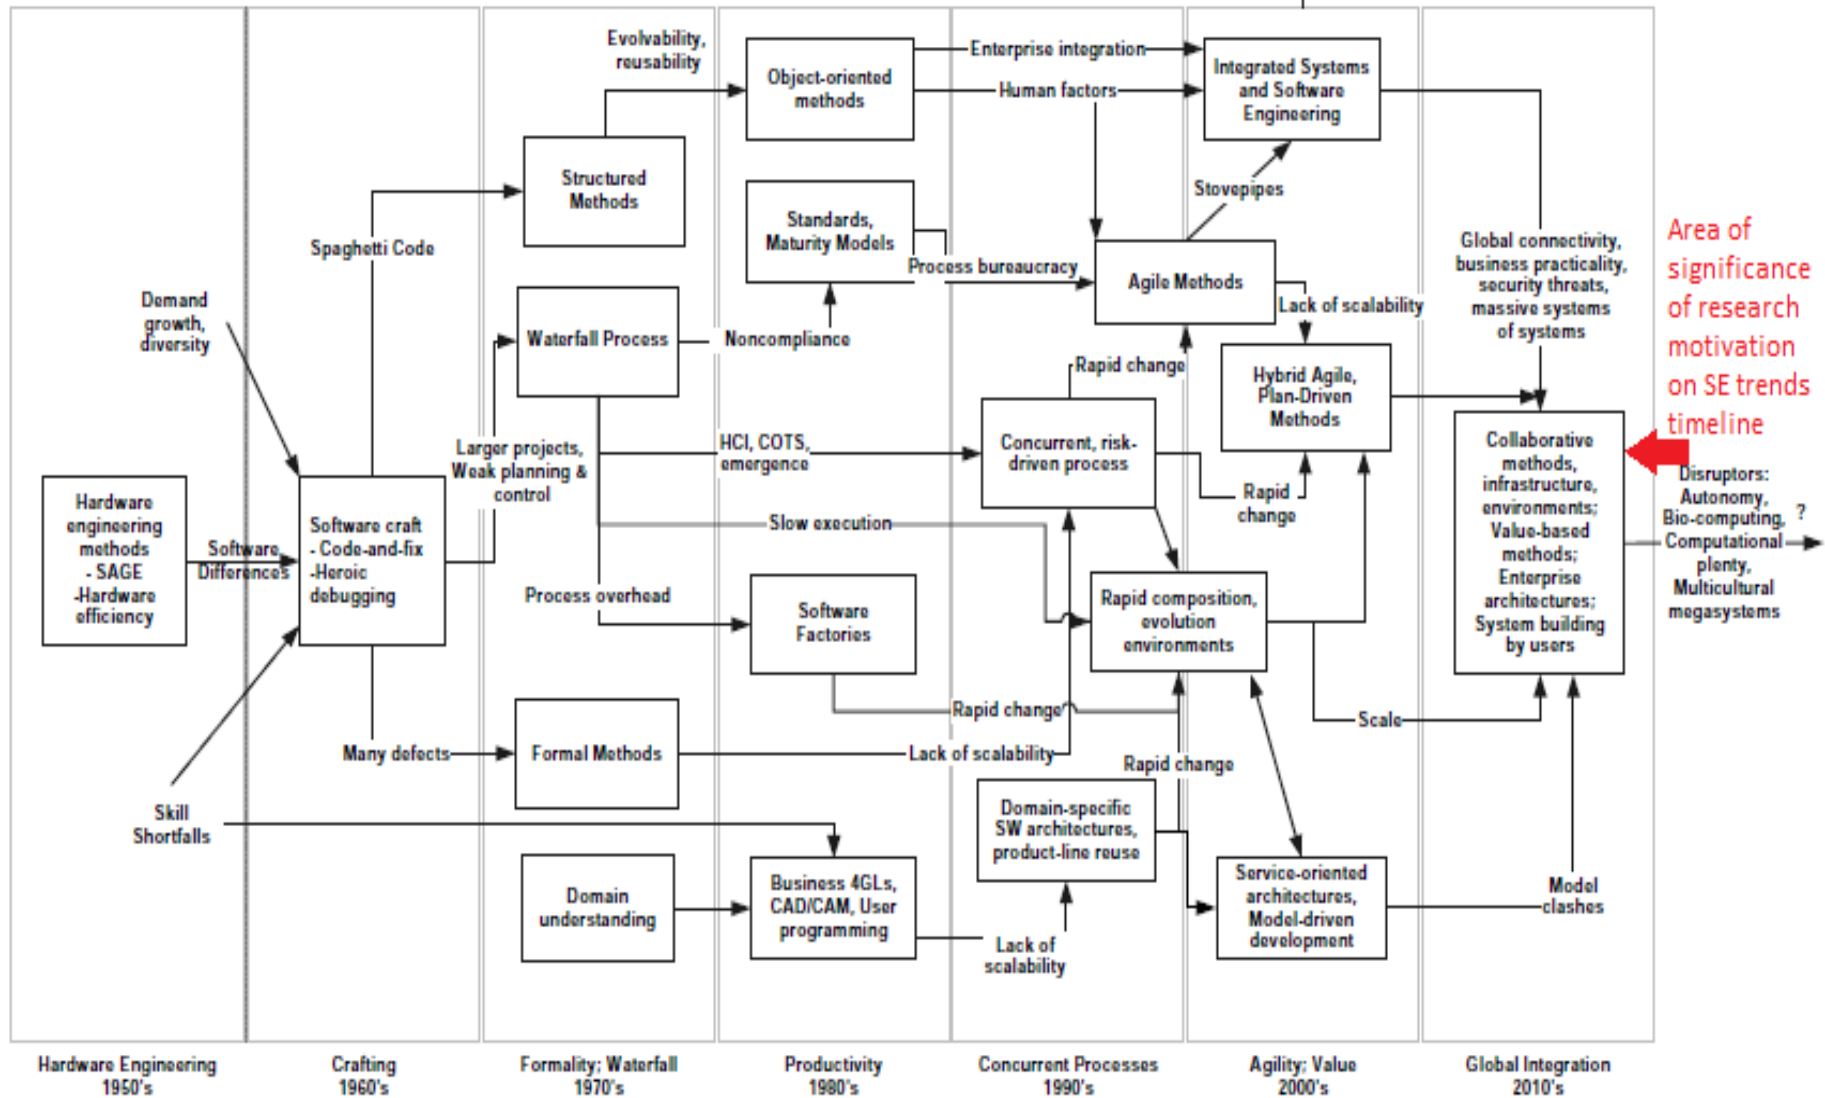 Evolvability,
reusability
Object-oriented
methods
Enterprise integration
Human factors
Integrated Systems
and Software
Engineering
Structured
Methods
Stovepipes
Spaghetti Code
Standards,
Maturity Models
Process bureaucracy
Agile Methods
Lack of scalability
Global connectivity,
business practicality,
security threats,
massive systems
of systems
Area of
significance
of research
motivation
on SE trends
timeline
Demand
growth,
diversity
Waterfall Process
Noncompliance
Rapid change
Hybrid Agile,
Plan-Driven
Methods
Larger projects,
Weak planning &
control
HCI, COTS,
emergence
Concurrent, risk-
driven process
Rapid
change
Collaborative
methods,
infrastructure,
environments;
Value-based
methods;
Enterprise
architectures;
System building
by users
Disruptors:
Autonomy,
Bio-computing, ?
Computational
plenty,
Multicultural
megasystems
Hardware
engineering
methods
- SAGE
-Hardware
efficiency
Software
Differences
Software craft
- Code-and-fix
-Heroic
debugging
Slow execution
Process overhead
Software
Factories
Rapid composition,
evolution
environments
Rapid change
Scale
Many defects
Formal Methods
Lack of scalability
Rapid change
Skill
Shortfalls
Domain-specific
SW architectures,
product-line reuse
Domain
understanding
Business 4GLs,
CAD/CAM, User
programming
Lack of
scalability
Service-oriented
architectures,
Model-driven
development
Model
clashes
Hardware Engineering
1950's
Crafting
1960's
Formality; Waterfall
1970's
Productivity
1980's
Concurrent Processes
1990's
Agility; Value
2000's
Global Integration
2010's